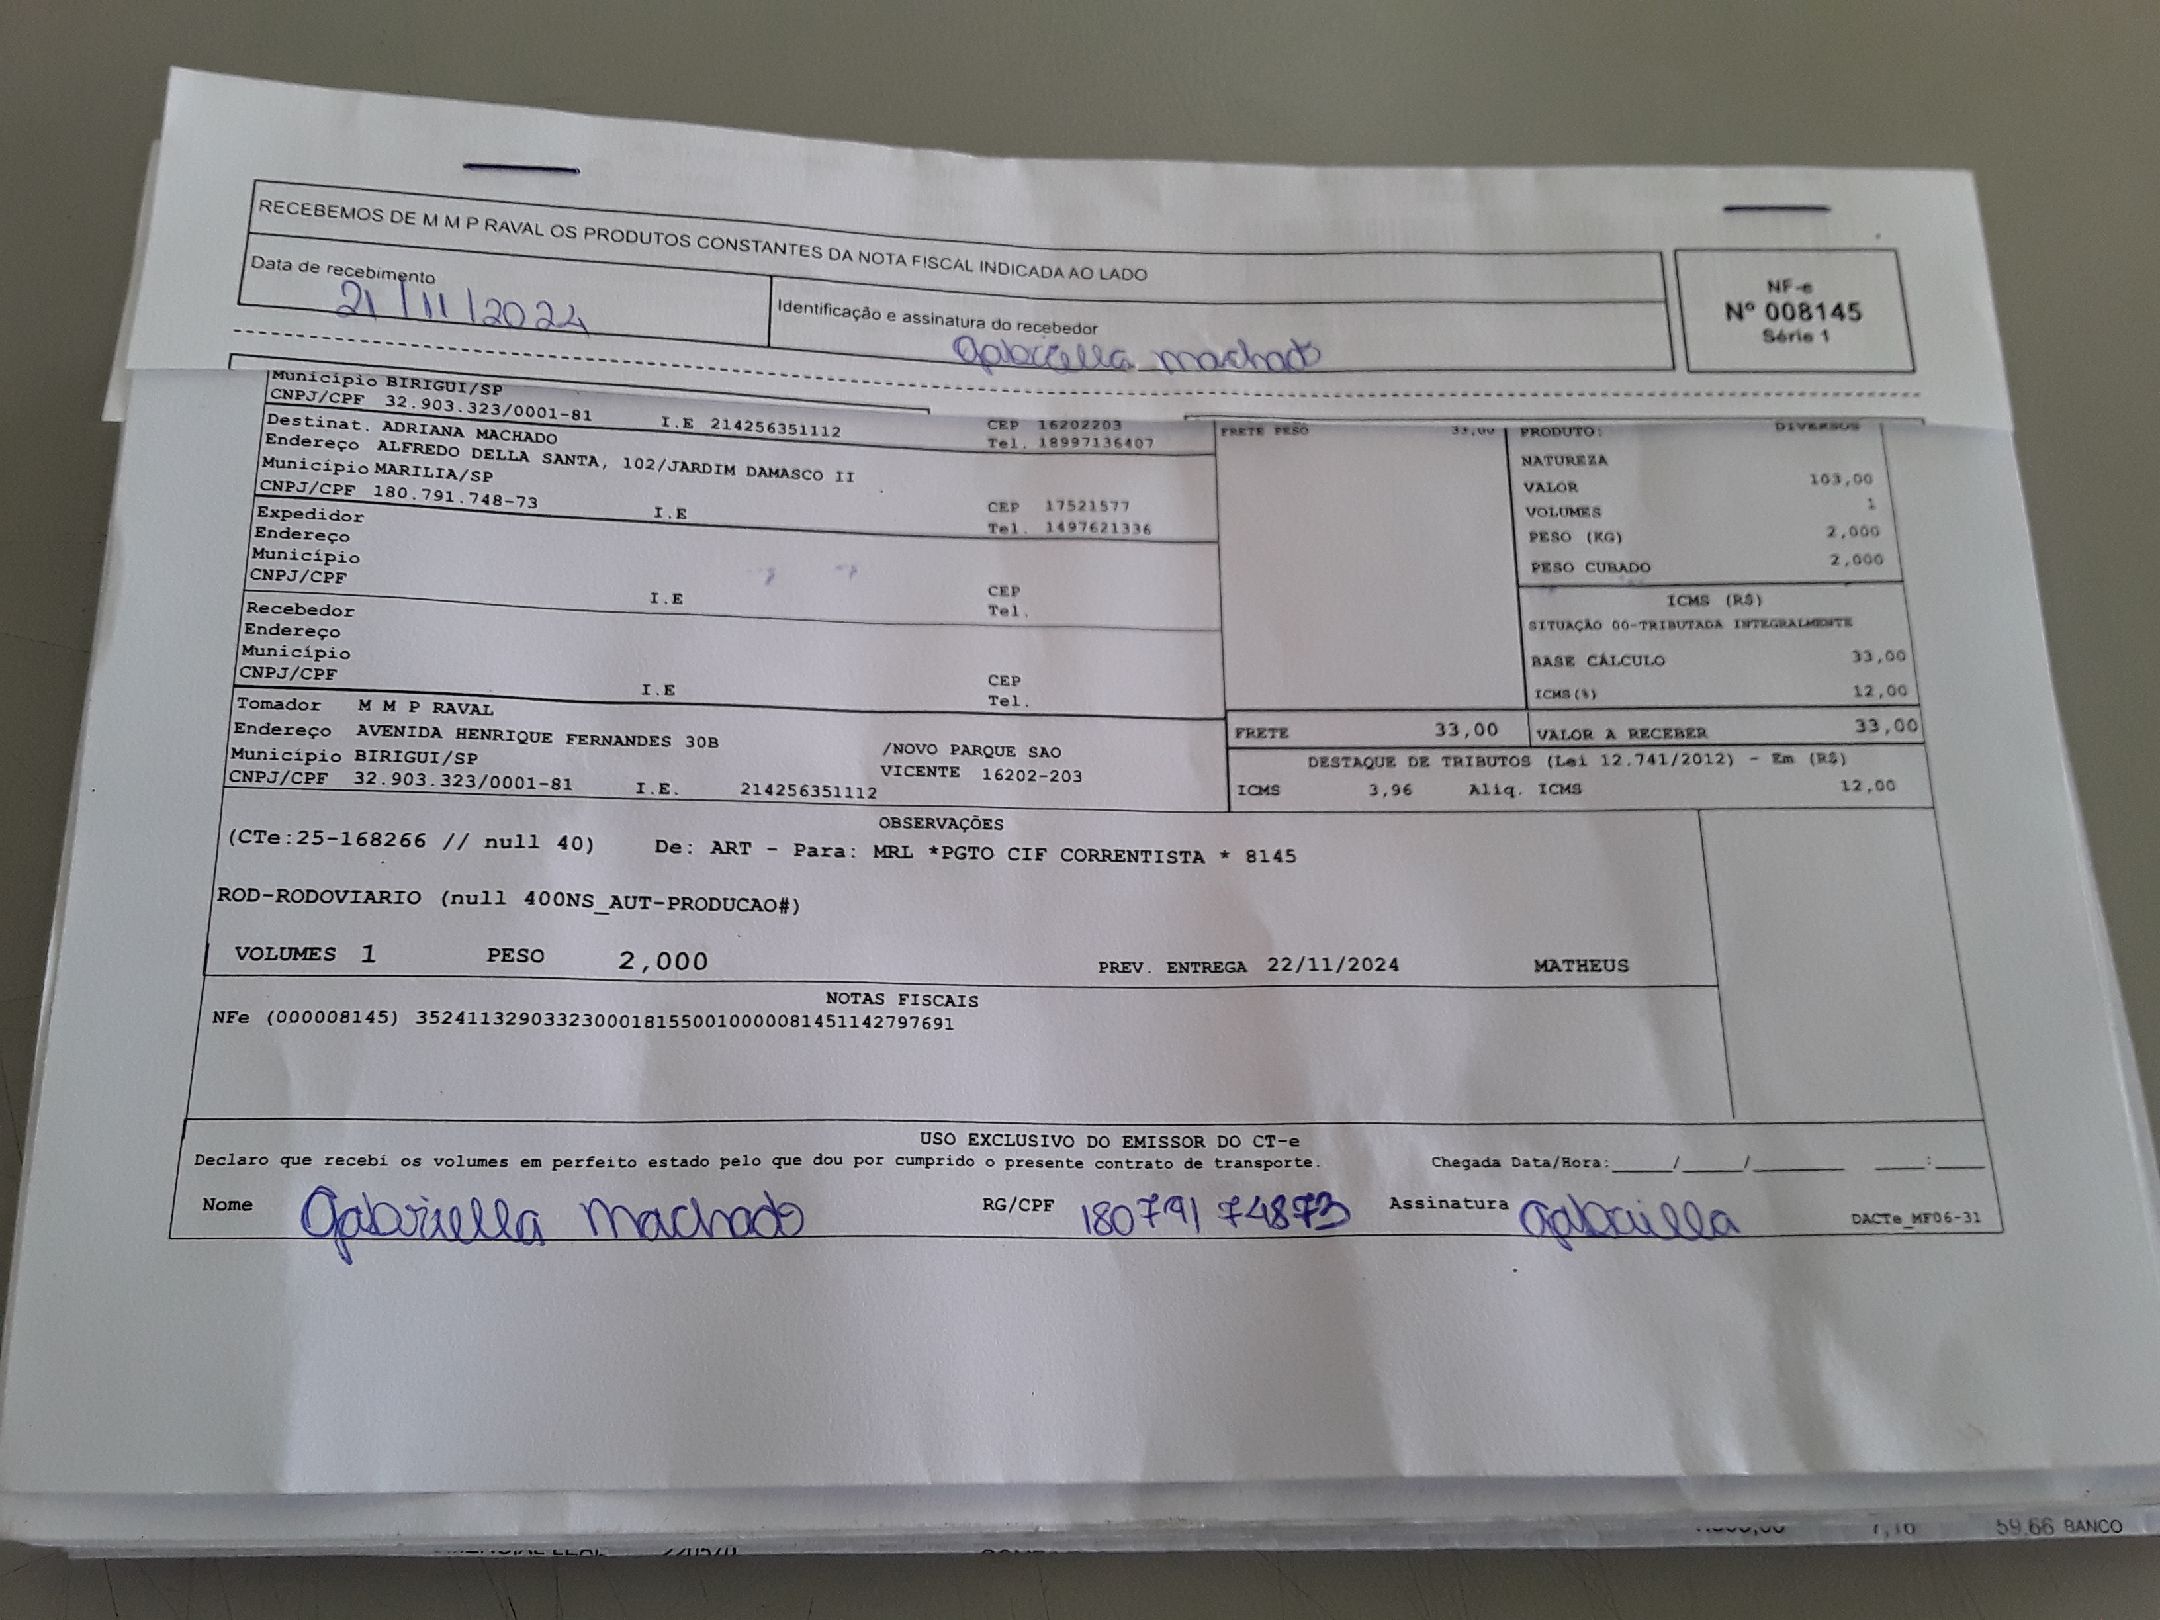 RECEBEMOS DE M M P RAVAL OS PRODUTOS CONSTANTES DA NOTA FISCAL INDICADA AO LADO
Data de recebimento
21/11/2024
Identificação e assinatura do recebedor
Gabriella machado
NF-e
Nº 008145
Série 1
Município BIRIGUI/SP
CNPJ/CPF 32.903.323/0001-81 I.E 214256351112
CEP 16202203
Tel. 18997136407
Destinat. ADRIANA MACHADO
Endereço ALFREDO DELLA SANTA, 102/JARDIM DAMASCO II
Município MARILIA/SP
CNPJ/CPF 180.791.748-73 I.E
CEP 17521577
Tel. 1497621336
Expedidor
Endereço
Município
CNPJ/CPF I.E
CEP
Tel.
Recebedor
Endereço
Município
CNPJ/CPF I.E
CEP
Tel.
Tomador M M P RAVAL
Endereço AVENIDA HENRIQUE FERNANDES 30B /NOVO PARQUE SAO
Município BIRIGUI/SP VICENTE 16202-203
CNPJ/CPF 32.903.323/0001-81 I.E. 214256351112
FRETE PESO 33,00
PRODUTO: DIVERSOS
NATUREZA
VALOR 103,00
VOLUMES 1
PESO (KG) 2,000
PESO CUBADO 2,000
ICMS (R$)
SITUAÇÃO 00-TRIBUTADA INTEGRALMENTE
BASE CÁLCULO 33,00
ICMS(%) 12,00
FRETE 33,00
VALOR A RECEBER 33,00
DESTAQUE DE TRIBUTOS (Lei 12.741/2012) - Em (R$)
ICMS 3,96 Aliq. ICMS 12,00
OBSERVAÇÕES
(CTe:25-168266 // null 40) De: ART - Para: MRL *PGTO CIF CORRENTISTA * 8145
ROD-RODOVIARIO (null 400NS_AUT-PRODUCAO#)
VOLUMES 1 PESO 2,000 PREV. ENTREGA 22/11/2024 MATHEUS
NOTAS FISCAIS
NFe (000008145) 35241132903323000181550010000081451142797691
USO EXCLUSIVO DO EMISSOR DO CT-e
Declaro que recebi os volumes em perfeito estado pelo que dou por cumprido o presente contrato de transporte. Chegada Data/Hora:_____/_____/_________ ____:_____
Nome Gabriella machado RG/CPF 18079174873 Assinatura Gabriella DACTe_MF06-31
59,66 BANCO